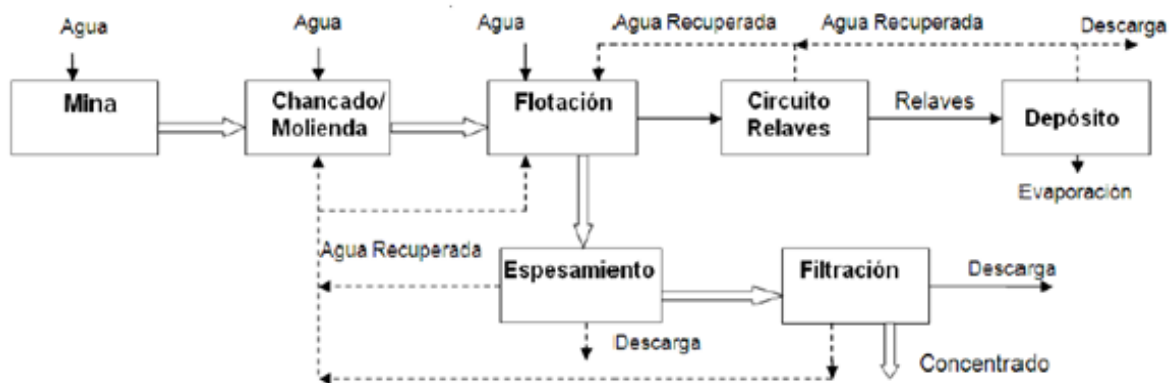 Agua
Agua
Agua
Agua Recuperada
Agua Recuperada
Descarga
Mina
Chancado/
Molienda
Flotación
Circuito
Relaves
Relaves
Depósito
Evaporación
Agua Recuperada
Espesamiento
Filtración
Descarga
Descarga
Concentrado